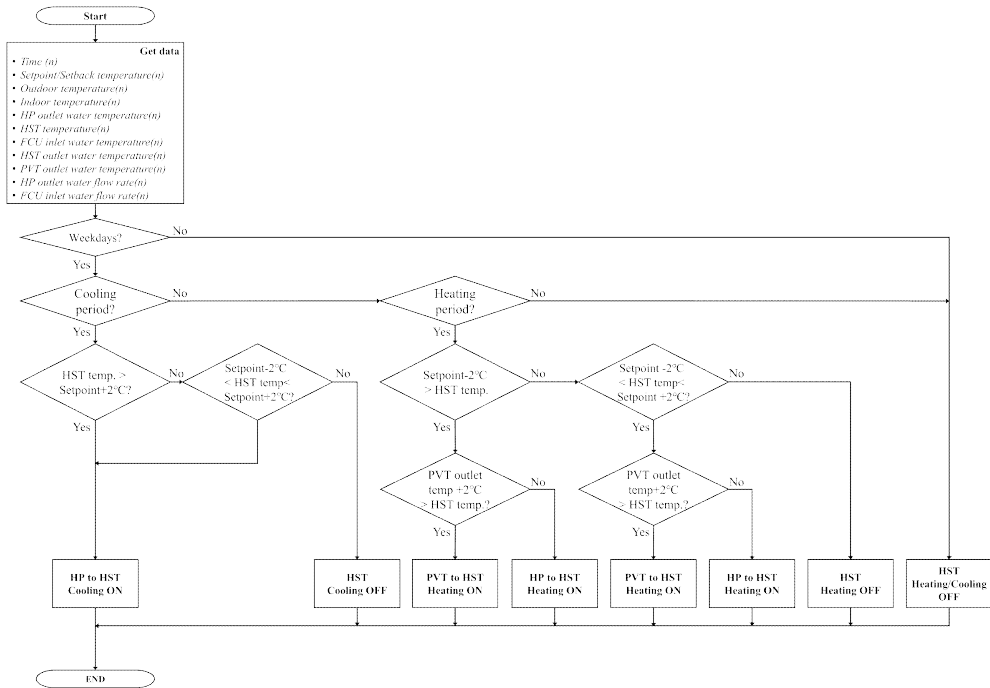 Start
Get data
• Time (n)
• Setpoint/Setback temperature(n)
• Outdoor temperature(n)
• Indoor temperature(n)
• HP outlet water temperature(n)
• HST temperature(n)
• FCU inlet water temperature(n)
• HST outlet water temperature(n)
• PVT outlet water temperature(n)
• HP outlet water flow rate(n)
• FCU inlet water flow rate(n)
Weekdays?
No
Yes
Cooling
period?
No
Yes
Heating
period?
No
Yes
HST temp. >
Setpoint+2°C?
No
Yes
Setpoint-2°C
< HST temp<
Setpoint+2°C?
No
Setpoint-2°C
> HST temp.
No
Yes
Setpoint -2°C
< HST temp<
Setpoint +2°C?
No
Yes
PVT outlet
temp +2°C
> HST temp.?
No
Yes
PVT outlet
temp+2°C
> HST temp.?
No
Yes
HP to HST
Cooling ON
HST
Cooling OFF
PVT to HST
Heating ON
HP to HST
Heating ON
PVT to HST
Heating ON
HP to HST
Heating ON
HST
Heating OFF
HST
Heating/Cooling
OFF
END